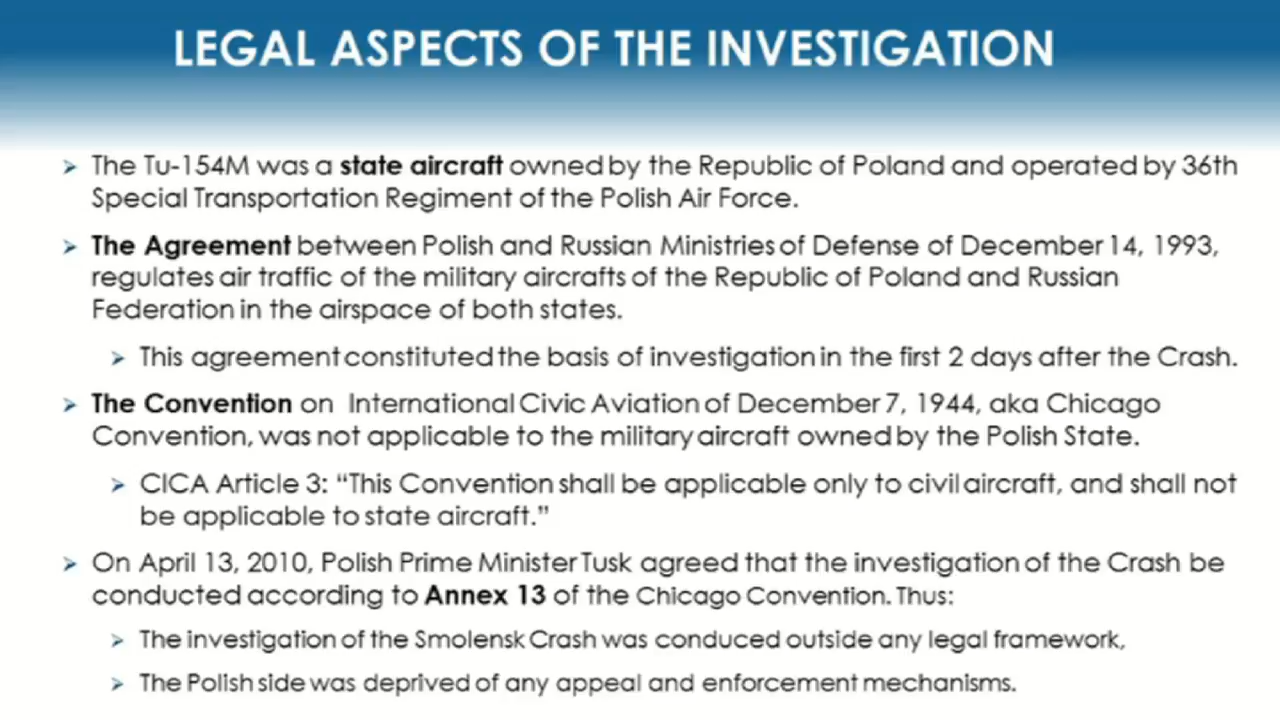 LEGAL ASPECTS OF THE INVESTIGATION
The Tu-154M was a state aircraft owned by the Republic of Poland and operated by 36th
Special Transportation Regiment of the Polish Air Force.
The Agreement between Polish and Russian Ministries of Defense of December 14, 1993,
regulates air traffic of the military aircrafts of the Republic of Poland and Russian
Federation in the airspace of both states.
This agreement constituted the basis of investigation in the first 2 days after the Crash.
The Convention on International Civic Aviation of December 7, 1944, aka Chicago
Convention, was not applicable to the military aircraft owned by the Polish State.
CICA Article 3: “This Convention shall be applicable only to civil aircraft, and shall not
be applicable to state aircraft.”
On April 13, 2010, Polish Prime Minister Tusk agreed that the investigation of the Crash be
conducted according to Annex 13 of the Chicago Convention. Thus:
The investigation of the Smolensk Crash was conduced outside any legal framework,
The Polish side was deprived of any appeal and enforcement mechanisms.